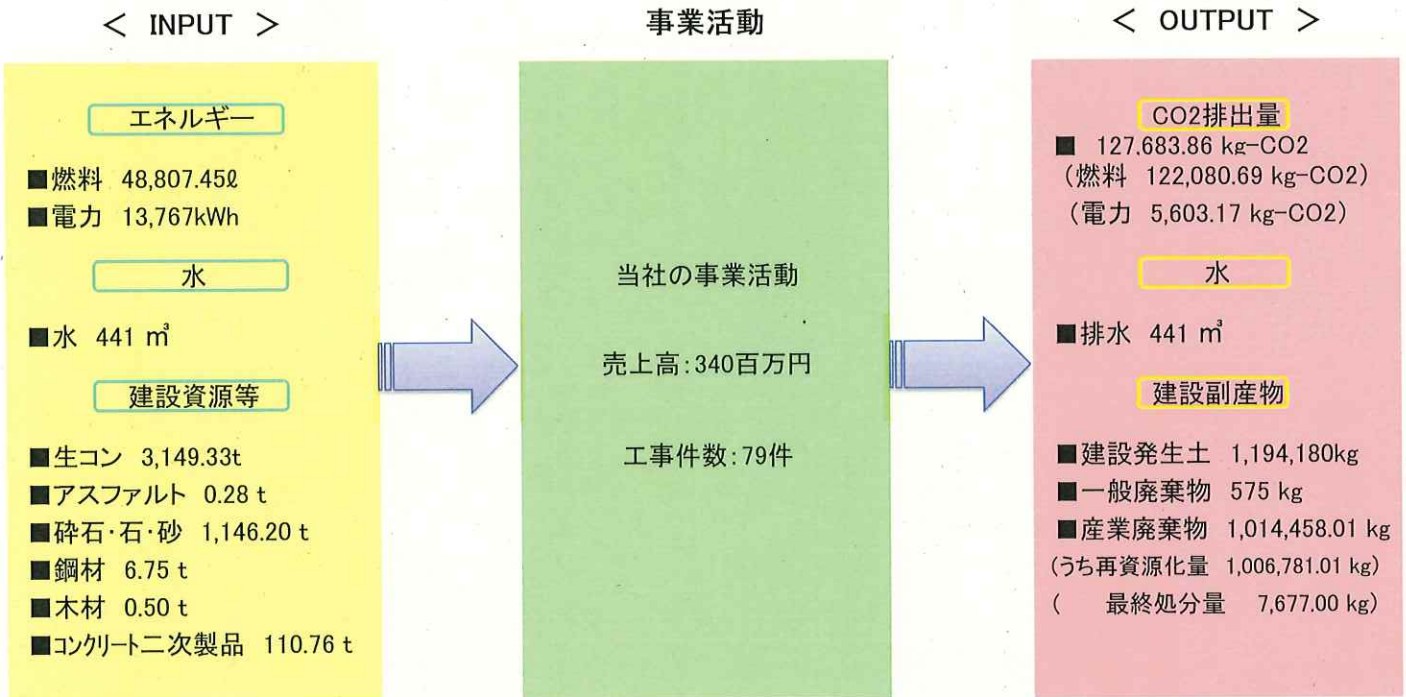 ＜ INPUT ＞
エネルギー
■燃料 48,807.45ℓ
■電力 13,767kWh
水
■水 441 ㎥
建設資源等
■生コン 3,149.33t
■アスファルト 0.28 t
■砕石・石・砂 1,146.20 t
■鋼材 6.75 t
■木材 0.50 t
■コンクリート二次製品 110.76 t
事業活動
当社の事業活動
売上高：340百万円
工事件数：79件
＜ OUTPUT ＞
CO2排出量
■ 127,683.86 kg-CO2
（燃料 122,080.69 kg-CO2）
（電力 5,603.17 kg-CO2）
水
■排水 441 ㎥
建設副産物
■建設発生土 1,194,180kg
■一般廃棄物 575 kg
■産業廃棄物 1,014,458.01 kg
（うち再資源化量 1,006,781.01 kg）
（ 最終処分量 7,677.00 kg）